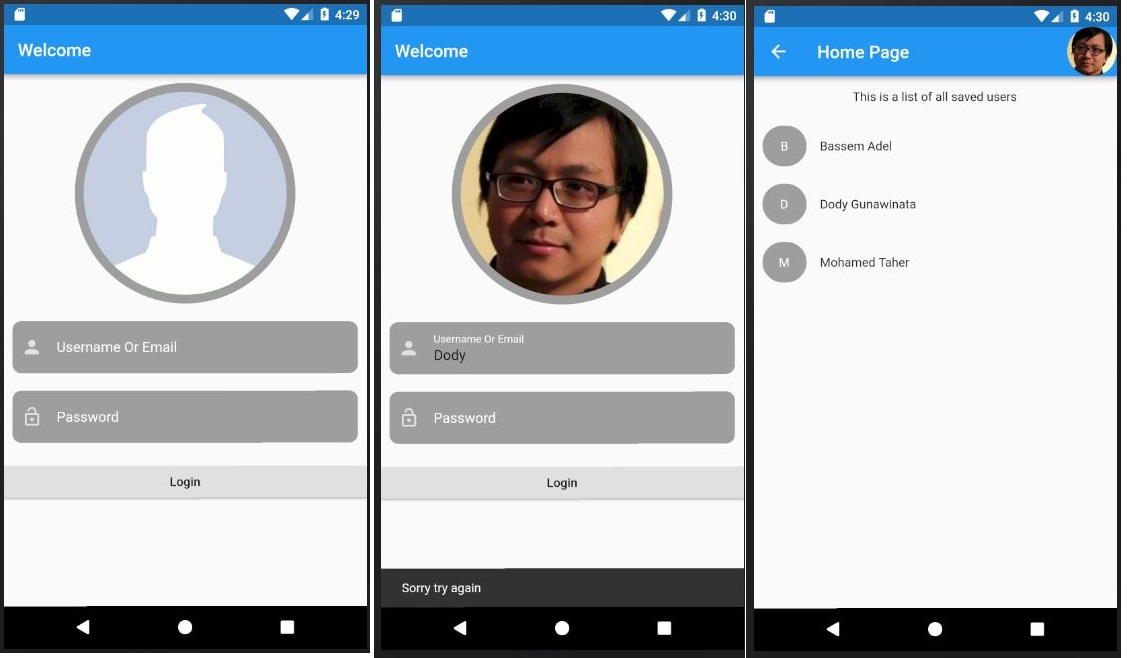 4:29
Welcome
Username Or Email
Password
Login
4:30
Welcome
Username Or Email
Dody
Password
Login
Sorry try again
4:30
Home Page
This is a list of all saved users
B
Bassem Adel
D
Dody Gunawinata
M
Mohamed Taher